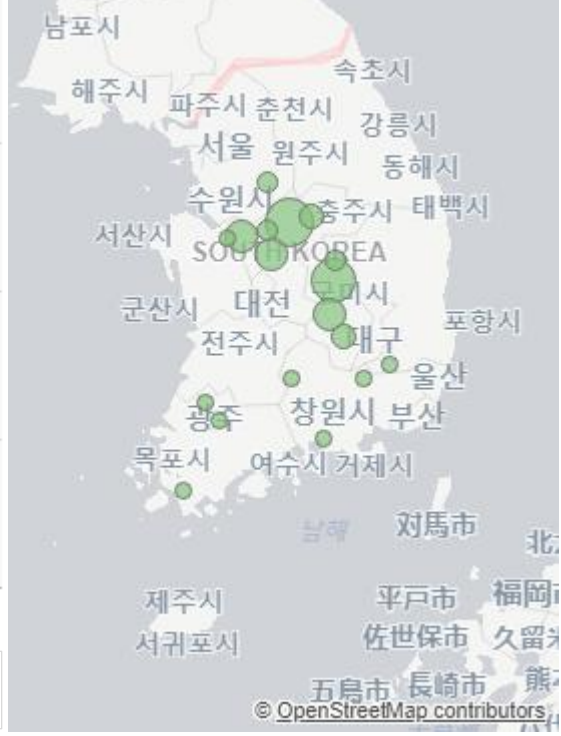 남포시
속초시
해주시
파주시 춘천시
강릉시
서울 원주시
동해시
수원시
충주시 태백시
서산시
SOUTH KOREA
구미시
대전
군산시
포항시
전주시
대구
울산
광주
창원시 부산
목포시
여수시 거제시
남해
対馬市
제주시
平戸市
福岡
서귀포시
佐世保市
久留米
五島市 長崎市
© OpenStreetMap contributors